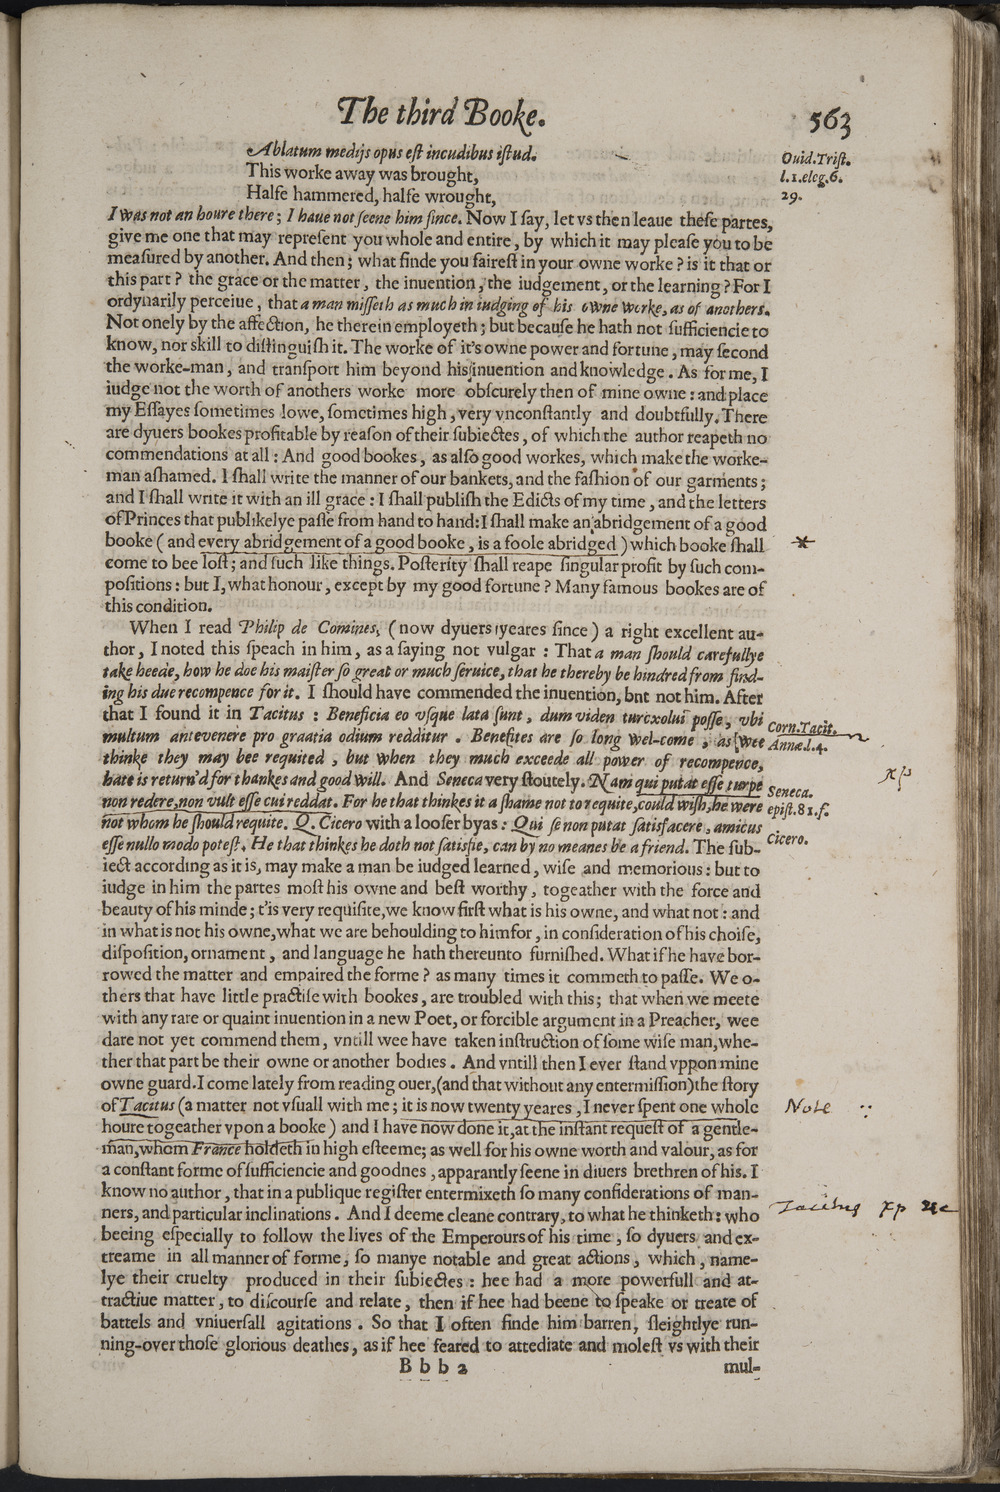 The third Booke.
563
Ablatum medijs opus eſt incudibus iſtud.
Ouid.Triſt.
This worke away was brought,
l.1.eleg.6.
Halfe hammered, halfe wrought,
29.
I was not an houre there; I haue not ſeene him ſince. Now I ſay, let vs then leaue theſe partes,
give me one that may repreſent you whole and entire, by which it may pleaſe you to be
meaſured by another. And then; what finde you faireſt in your owne worke? is it that or
this part? the grace or the matter, the inuention, the iudgement, or the learning? For I
ordynarily perceiue, that a man miſſeth as much in iudging of his owne worke, as of anothers.
Not onely by the affection, he therein employeth; but becauſe he hath not ſufficiencie to
know, nor skill to diſtinguiſh it. The worke of it's owne power and fortune, may ſecond
the worke-man, and tranſport him beyond his inuention and knowledge. As for me, I
iudge not the worth of anothers worke more obſcurely then of mine owne: and place
my Eſſayes ſometimes lowe, ſometimes high, very vnconſtantly and doubtfully. There
are dyuers bookes profitable by reaſon of their ſubiectes, of which the author reapeth no
commendations at all: And good bookes, as alſo good workes, which make the worke-
man aſhamed. I ſhall write the manner of our bankets, and the faſhion of our garments;
and I ſhall write it with an ill grace: I ſhall publiſh the Edicts of my time, and the letters
of Princes that publikelye paſſe from hand to hand: I ſhall make an abridgement of a good
booke (and every abridgement of a good booke, is a foole abridged) which booke ſhall
come to bee loſt; and ſuch like things. Poſterity ſhall reape ſingular profit by ſuch com-
poſitions: but I, what honour, except by my good fortune? Many famous bookes are of
this condition.
When I read Philip de Comines, (now dyuers yeares ſince) a right excellent au-
thor, I noted this ſpeach in him, as a ſaying not vulgar: That a man ſhould carefullye
take heede, how he doe his maiſter ſo great or much ſeruice, that he thereby be hindred from find-
ing his due recompence for it. I ſhould have commended the inuention, bnt not him. After
that I found it in Tacitus: Beneficia eo vſque lata ſunt, dum viden turexolui poſſe, vbi
Corn.Tacit.
multum antevenere pro graatia odium redditur. Benefites are ſo long wel-come, as wee
Annæl.4.
thinke they may bee requited, but when they much exceede all power of recompence,
hate is return'd for thankes and good will. And Seneca very ſtoutely. Nam qui putat eſſe turpe
Seneca.
non redere, non vult eſſe cui reddat. For he that thinkes it a ſhame not to requite, could wiſh, he were
epiſt.81.f.
not whom he ſhould requite. Q. Cicero with a looſer byas: Qui ſe non putat ſatisfacere, amicus
eſſe nullo modo poteſt. He that thinkes he doth not ſatisfie, can by no meanes be a friend. The ſub-
Cicero.
iect according as it is, may make a man be iudged learned, wiſe and memorious: but to
iudge in him the partes moſt his owne and beſt worthy, togeather with the force and
beauty of his minde; t'is very requiſite, we know firſt what is his owne, and what not: and
in what is not his owne, what we are behoulding to himfor, in conſideration of his choiſe,
diſpoſition, ornament, and language he hath thereunto furniſhed. What if he have bor-
rowed the matter and empaired the forme? as many times it commeth to paſſe. We o-
thers that have little practiſe with bookes, are troubled with this; that when we meete
with any rare or quaint inuention in a new Poet, or forcible argument in a Preacher, wee
dare not yet commend them, vntill wee have taken inſtruction of ſome wiſe man, whe-
ther that part be their owne or another bodies. And vntill then I ever ſtand vppon mine
owne guard. I come lately from reading ouer, (and that without any entermiſſion) the ſtory
of Tacitus (a matter not vſuall with me; it is now twenty yeares, I never ſpent one whole
Note
houre togeather vpon a booke) and I have now done it, at the inſtant requeſt of a gentle-
man, whom France holdeth in high eſteeme; as well for his owne worth and valour, as for
a conſtant forme of ſufficiencie and goodnes, apparantly ſeene in diuers brethren of his. I
know no author, that in a publique regiſter entermixeth ſo many conſiderations of man-
ners, and particular inclinations. And I deeme cleane contrary, to what he thinketh: who
Tacitus
beeing eſpecially to follow the lives of the Emperours of his time, ſo dyuers and ex-
treame in all manner of forme, ſo manye notable and great actions, which, name-
lye their cruelty produced in their ſubiectes: hee had a more powerfull and at-
tractiue matter, to diſcourſe and relate, then if hee had beene to ſpeake or treate of
battels and vniuerſall agitations. So that I often finde him barren, ſleightlye run-
ning-over thoſe glorious deathes, as if hee feared to attediate and moleſt vs with their
B b b 2
mul-